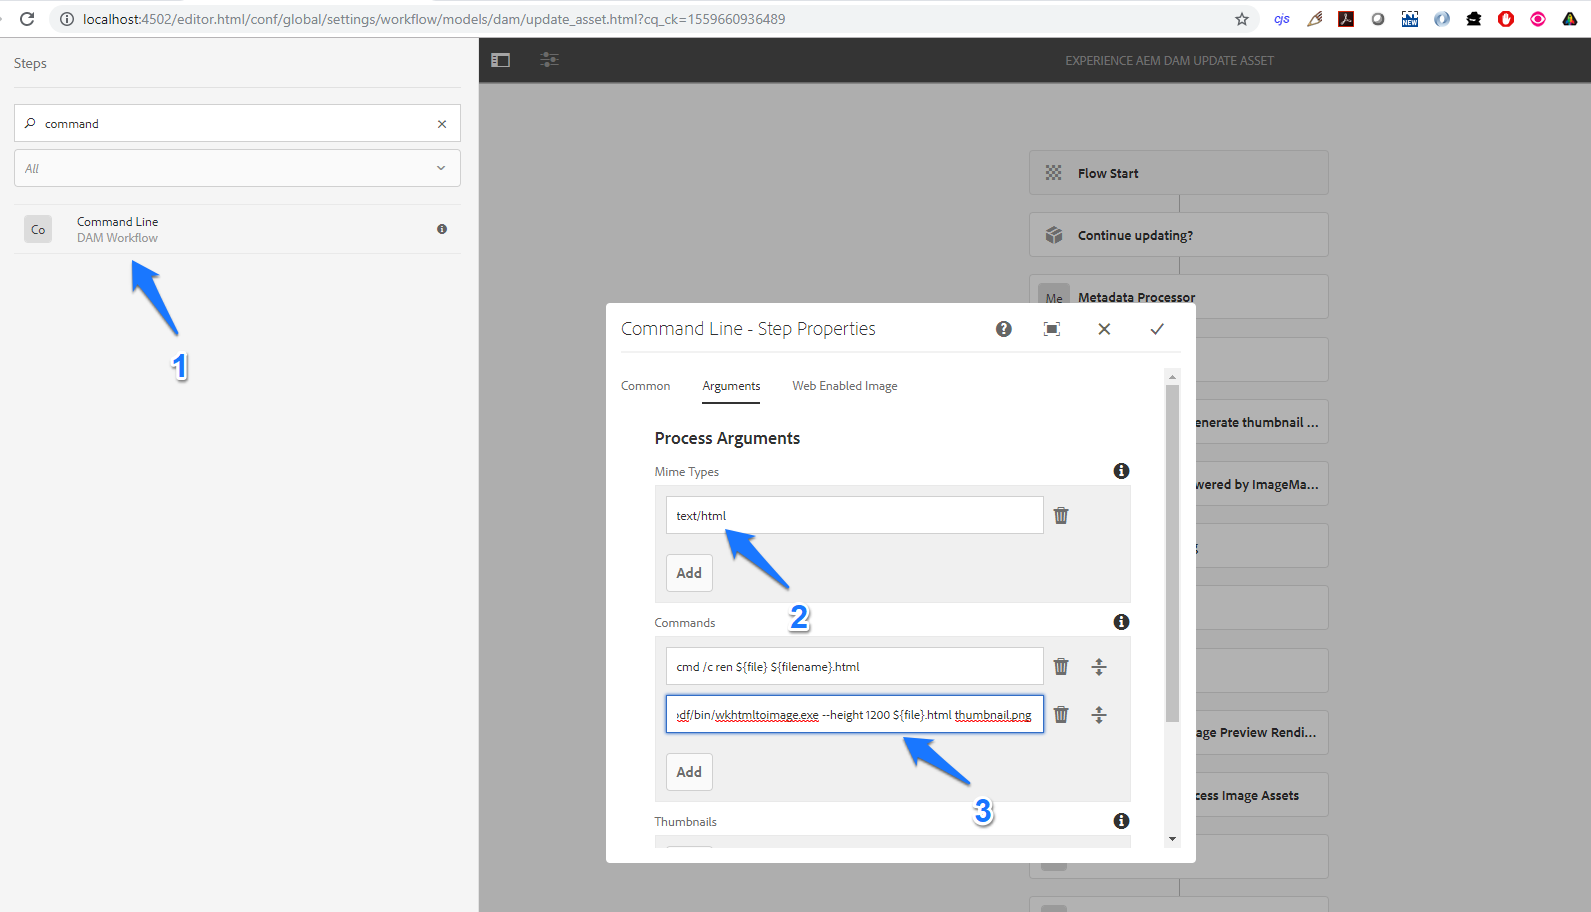 localhost:4502/editor.html/conf/global/settings/workflow/models/dam/update_asset.html?cq_ck=1559660936489
cjs
NEW
Steps
command
All
Co
Command Line
DAM Workflow
1
EXPERIENCE AEM DAM UPDATE ASSET
Flow Start
Continue updating?
Me
Metadata Processor
enerate thumbnail ...
wered by ImageMa...
g
age Preview Rendi...
cess Image Assets
Command Line - Step Properties
Common
Arguments
Web Enabled Image
Process Arguments
Mime Types
text/html
Add
2
Commands
cmd /c ren ${file} ${filename}.html
df/bin/wkhtmltoimage.exe --height 1200 ${file}.html thumbnail.png
Add
3
Thumbnails